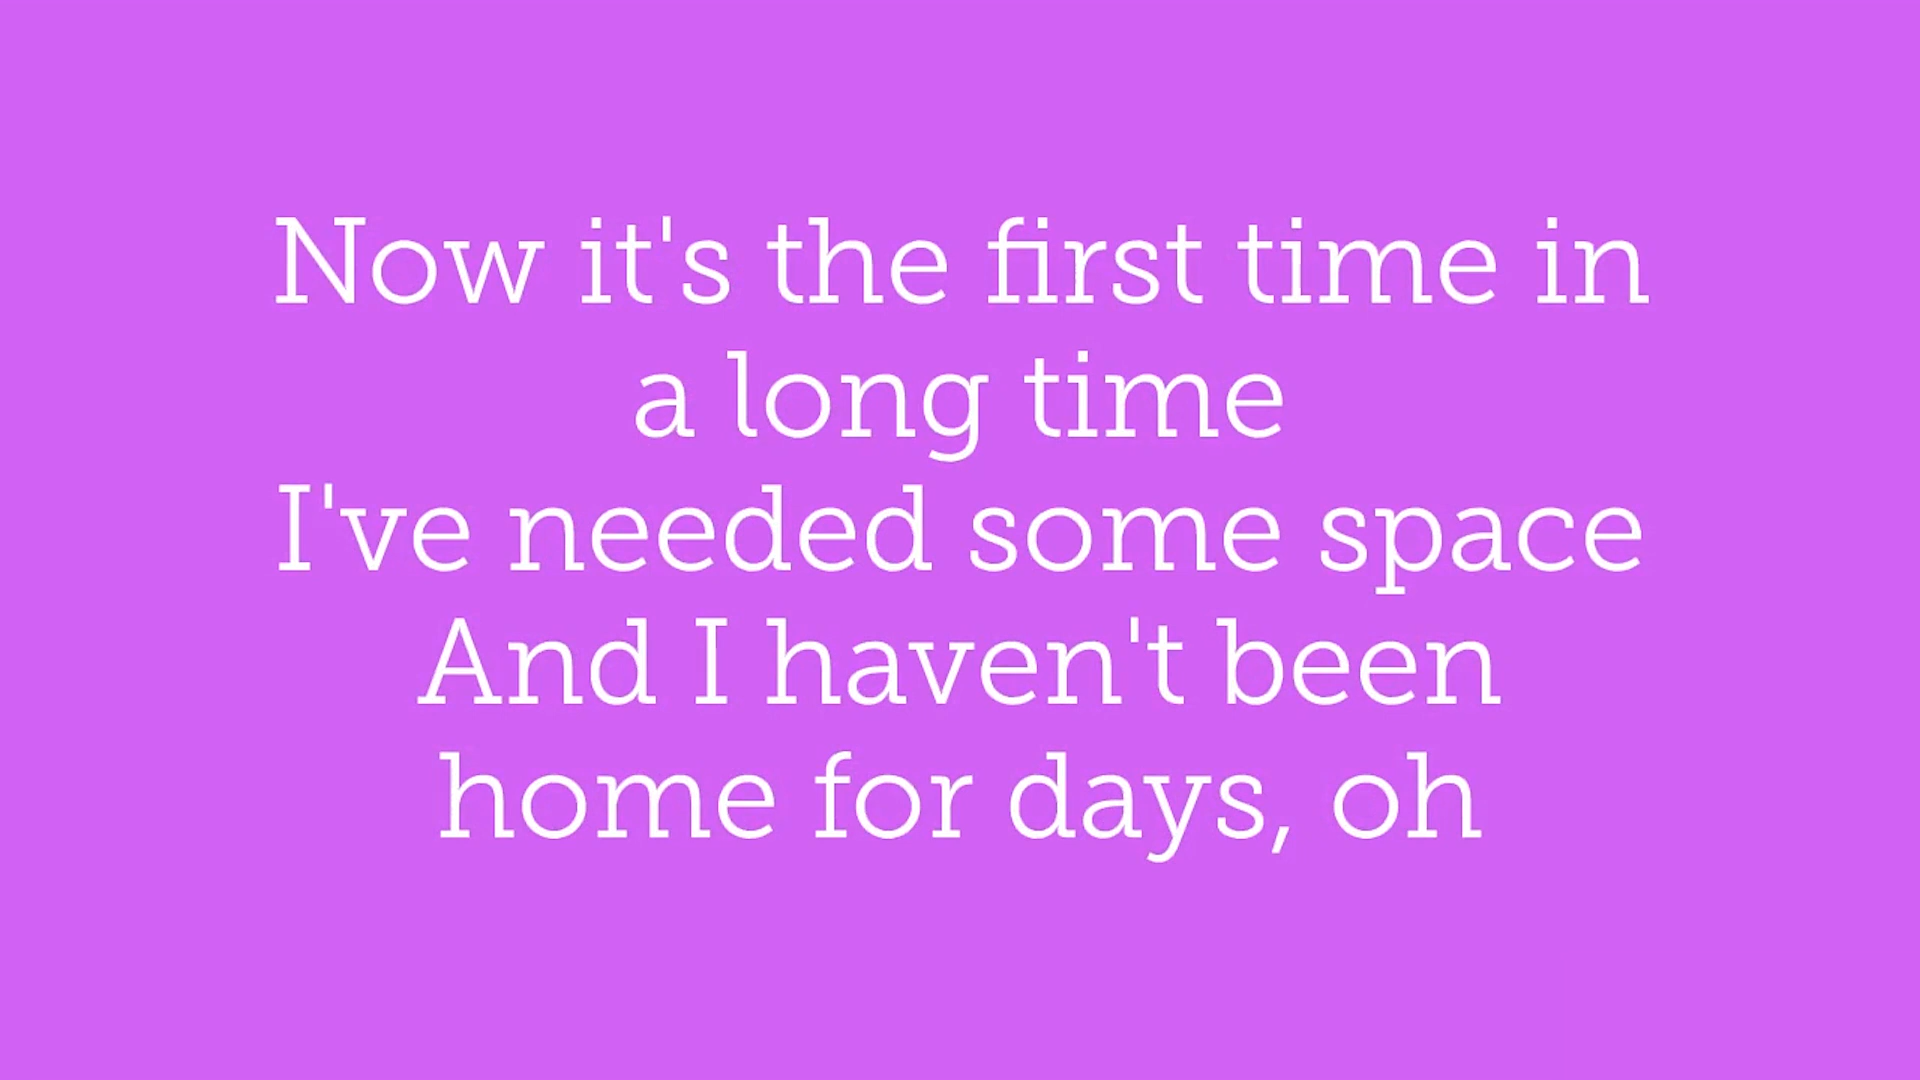 Now it's the first time in
a long time
I've needed some space
And I haven't been
home for days, oh